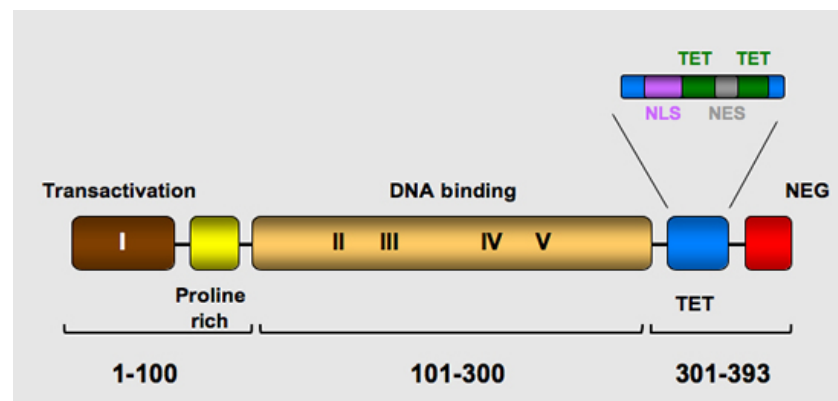 TET TET
NLS NES
Transactivation DNA binding NEG
I II III IV V
Proline
rich
TET
1-100 101-300 301-393